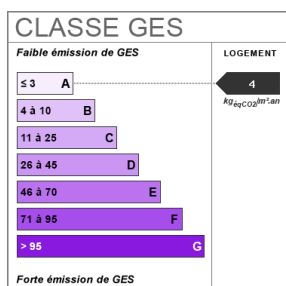 CLASSE GES
Faible émission de GES
LOGEMENT
≤ 3 A
4
kgéqCO2/m².an
4 à 10 B
11 à 25 C
26 à 45 D
46 à 70 E
71 à 95 F
> 95 G
Forte émission de GES